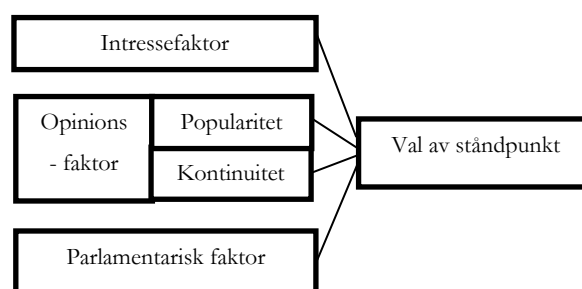 Intressefaktor
Opinions
- faktor
Popularitet
Kontinuitet
Val av ståndpunkt
Parlamentarisk faktor